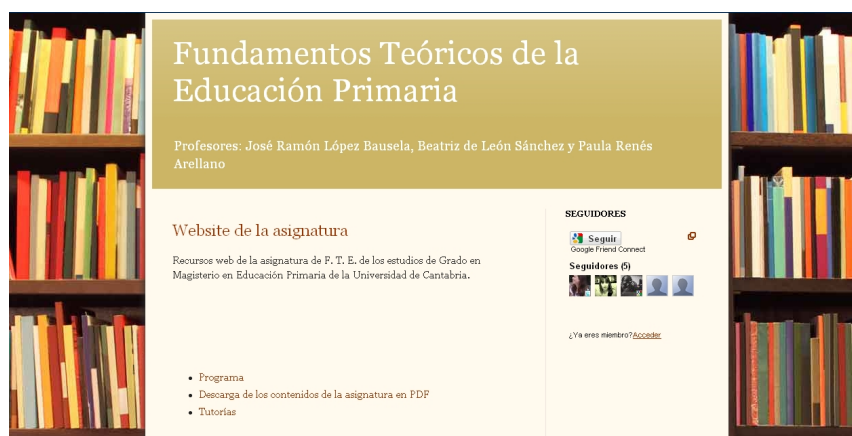 Fundamentos Teóricos de la
Educación Primaria
Profesores: José Ramón López Bausela, Beatriz de León Sánchez y Paula Renés
Arellano
Website de la asignatura
Recursos web de la asignatura de F. T. E. de los estudios de Grado en
Magisterio en Educación Primaria de la Universidad de Cantabria.
Programa
Descarga de los contenidos de la asignatura en PDF
Tutorías
SEGUIDORES
Seguir
Google Friend Connect
Seguidores (5)
¿Ya eres miembro?Acceder